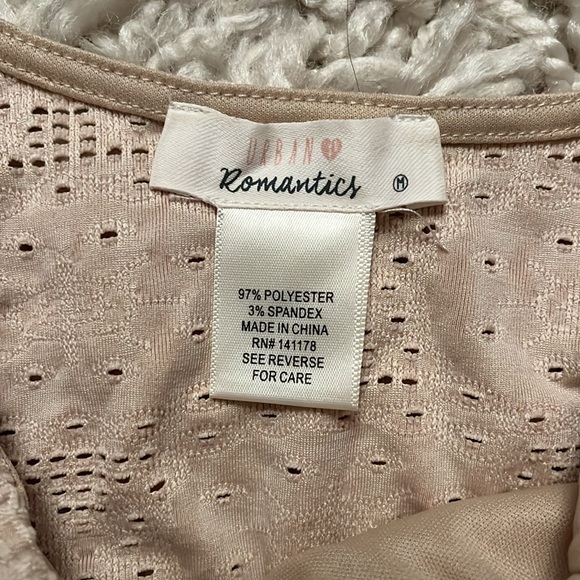 URBAN
Romantics M
97% POLYESTER
3% SPANDEX
MADE IN CHINA
RN# 141178
SEE REVERSE
FOR CARE